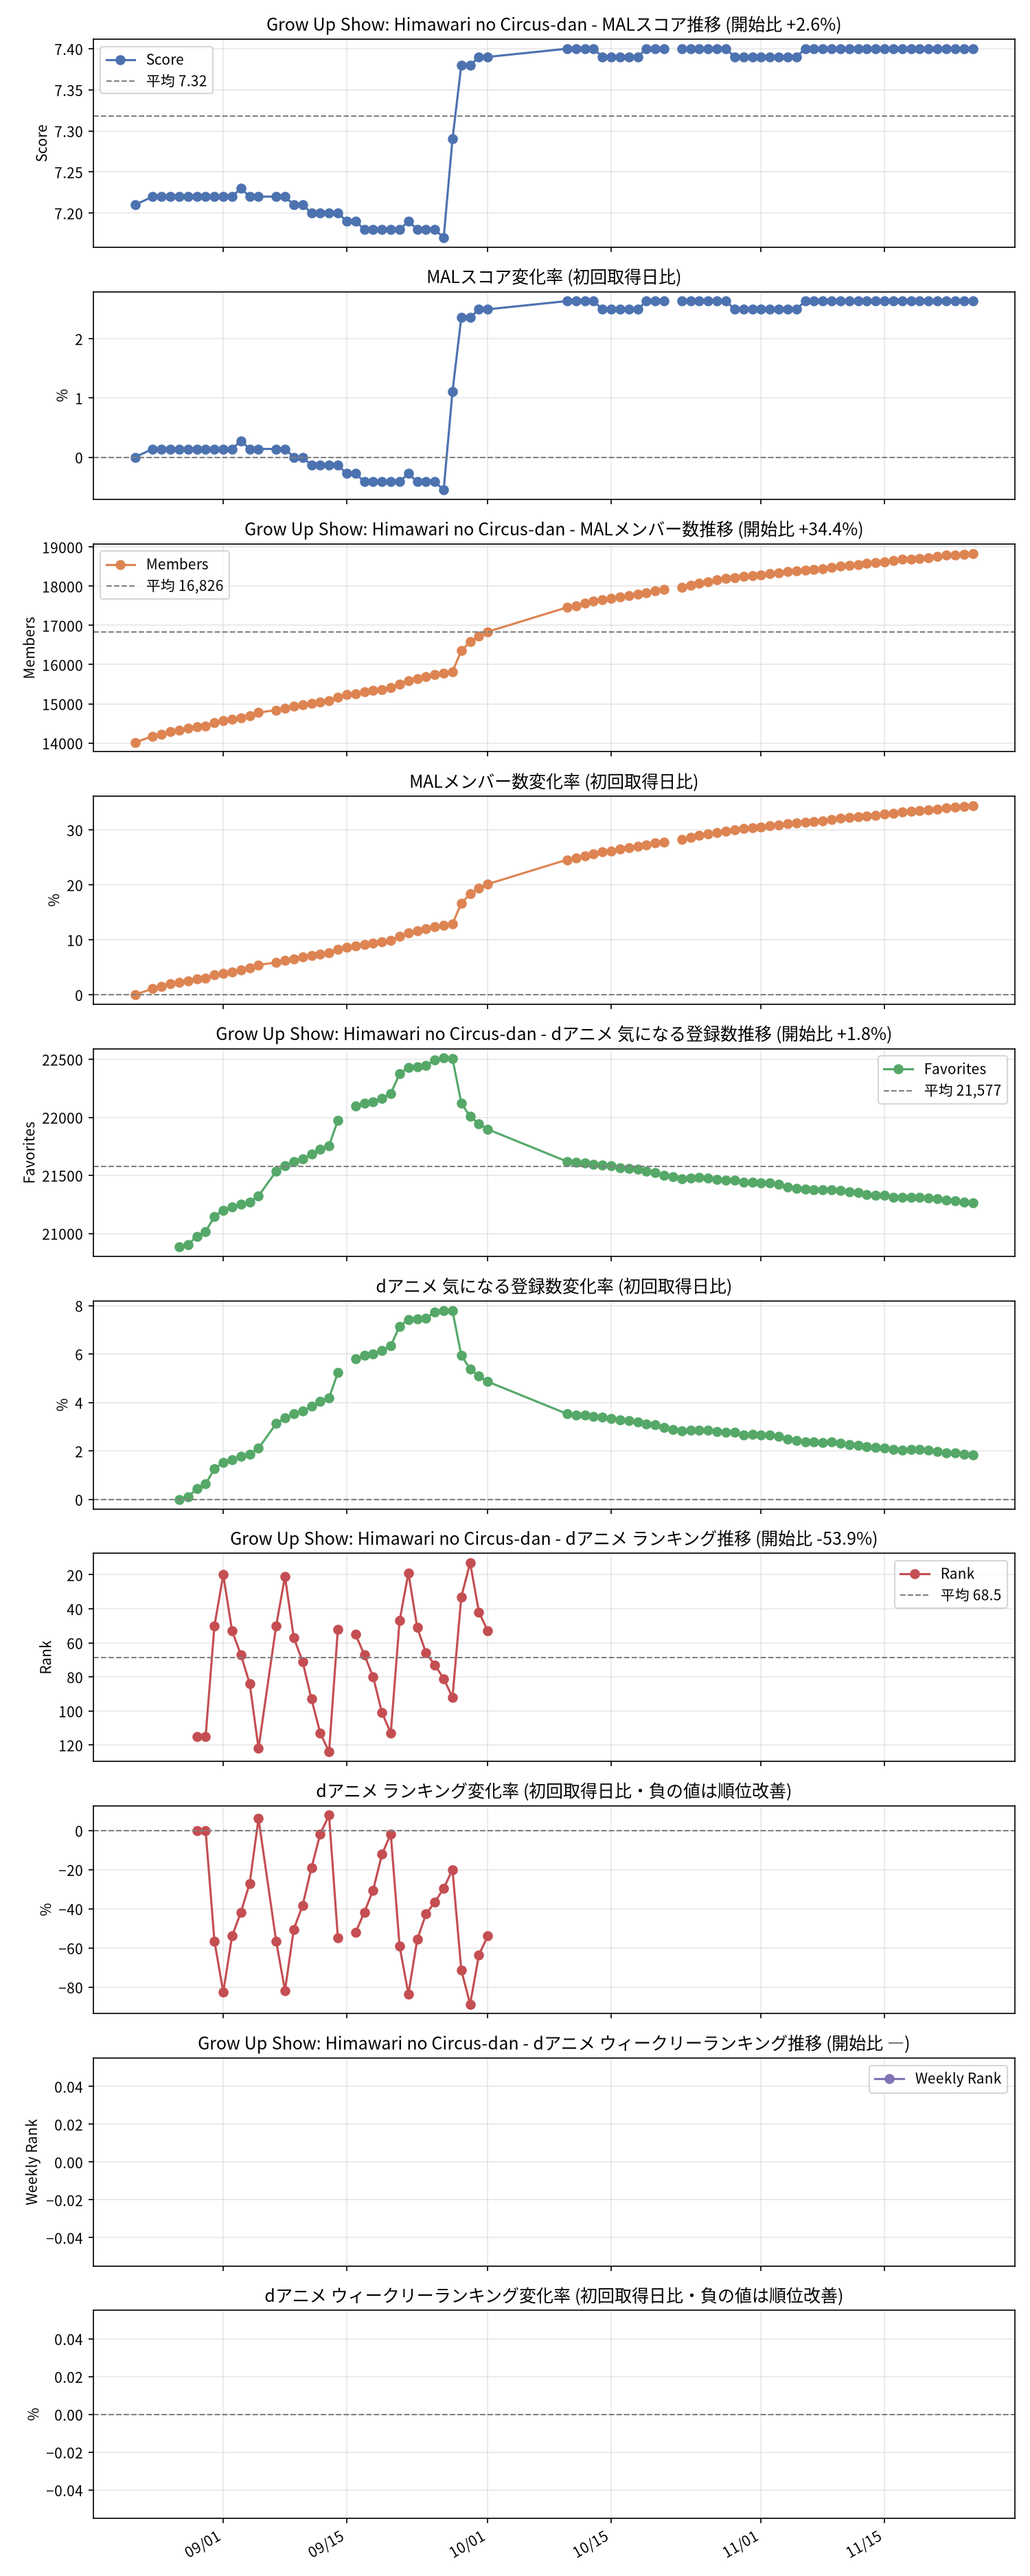 Grow Up Show: Himawari no Circus-dan - MALスコア推移 (開始比 +2.6%)
Score
平均 7.32
Score
7.40
7.35
7.30
7.25
7.20
MALスコア変化率 (初回取得日比)
%
2
1
0
Grow Up Show: Himawari no Circus-dan - MALメンバー数推移 (開始比 +34.4%)
Members
平均 16,826
Members
19000
18000
17000
16000
15000
14000
MALメンバー数変化率 (初回取得日比)
%
30
20
10
0
Grow Up Show: Himawari no Circus-dan - dアニメ 気になる登録数推移 (開始比 +1.8%)
Favorites
平均 21,577
Favorites
22500
22000
21500
21000
dアニメ 気になる登録数変化率 (初回取得日比)
%
8
6
4
2
0
Grow Up Show: Himawari no Circus-dan - dアニメ ランキング推移 (開始比 -53.9%)
Rank
平均 68.5
Rank
20
40
60
80
100
120
dアニメ ランキング変化率 (初回取得日比・負の値は順位改善)
%
0
−20
−40
−60
−80
Grow Up Show: Himawari no Circus-dan - dアニメ ウィークリーランキング推移 (開始比 —)
Weekly Rank
Weekly Rank
0.04
0.02
0.00
−0.02
−0.04
dアニメ ウィークリーランキング変化率 (初回取得日比・負の値は順位改善)
%
0.04
0.02
0.00
−0.02
−0.04
09/01
09/15
10/01
10/15
11/01
11/15